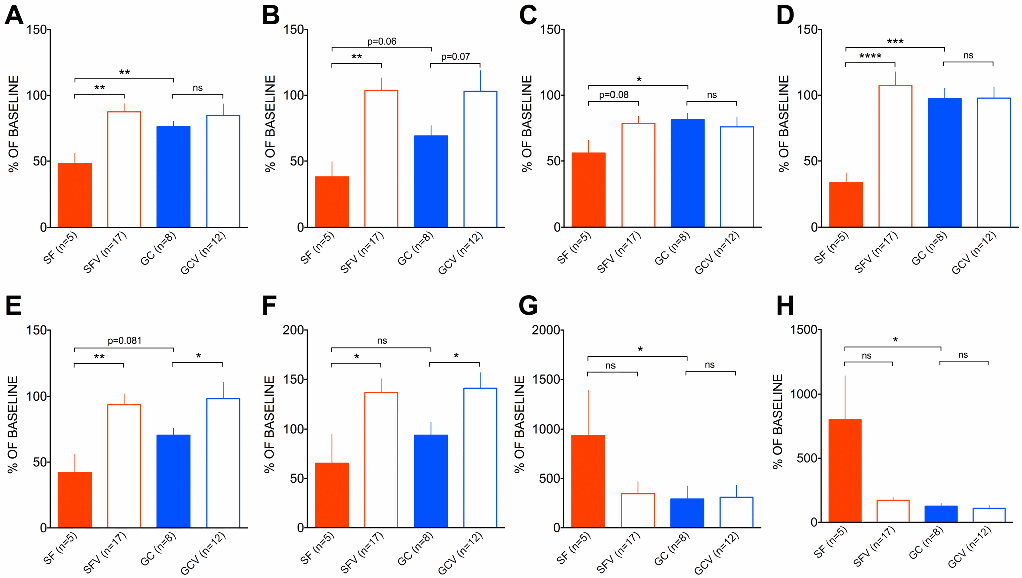 A
150
100
50
0
% OF BASELINE
**
**
ns
SF (n=5)
SFV (n=17)
GC (n=8)
GCV (n=12)
B
150
100
50
0
% OF BASELINE
p=0.06
**
p=0.07
SF (n=5)
SFV (n=17)
GC (n=8)
GCV (n=12)
C
150
100
50
0
% OF BASELINE
*
p=0.08
ns
SF (n=5)
SFV (n=17)
GC (n=8)
GCV (n=12)
D
150
100
50
0
% OF BASELINE
***
****
ns
SF (n=5)
SFV (n=17)
GC (n=8)
GCV (n=12)
E
150
100
50
0
% OF BASELINE
p=0.081
**
*
SF (n=5)
SFV (n=17)
GC (n=8)
GCV (n=12)
F
200
150
100
50
0
% OF BASELINE
ns
*
*
SF (n=5)
SFV (n=17)
GC (n=8)
GCV (n=12)
G
2000
1500
1000
500
0
% OF BASELINE
*
ns
ns
SF (n=5)
SFV (n=17)
GC (n=8)
GCV (n=12)
H
1500
1000
500
0
% OF BASELINE
*
ns
ns
SF (n=5)
SFV (n=17)
GC (n=8)
GCV (n=12)